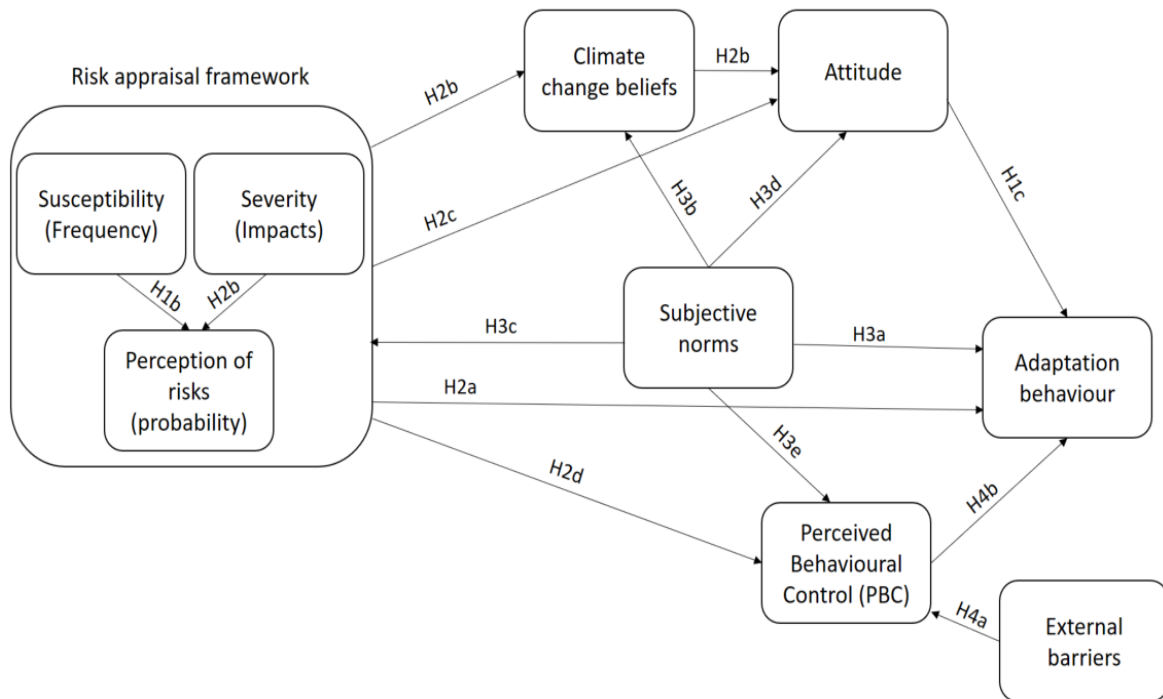 Risk appraisal framework
Susceptibility
(Frequency)
Severity
(Impacts)
H1b
H2b
Perception of
risks
(probability)
H2b
Climate
change beliefs
H2b
Attitude
H2c
H3b
H3d
H1c
Subjective
norms
H3c
H3a
H2a
Adaptation
behaviour
H3e
H2d
H4b
Perceived
Behavioural
Control (PBC)
H4a
External
barriers